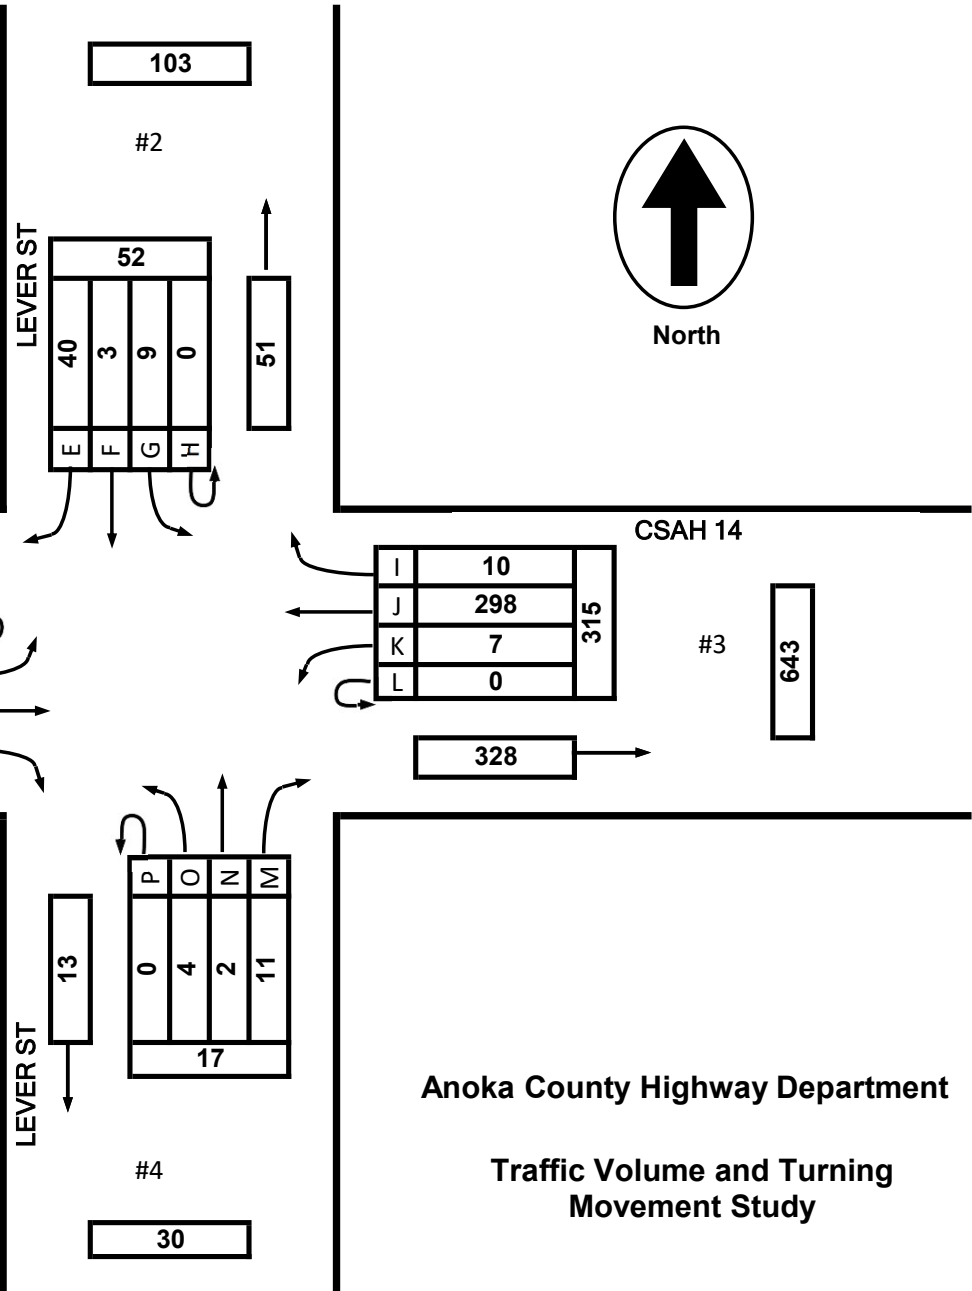 103
#2
LEVER ST
52
40
3
9
0
E
F
G
H
51
North
CSAH 14
I
10
J
298
K
7
L
0
315
#3
643
328
P
O
N
M
0
4
2
11
17
13
LEVER ST
#4
30
Anoka County Highway Department
Traffic Volume and Turning
Movement Study